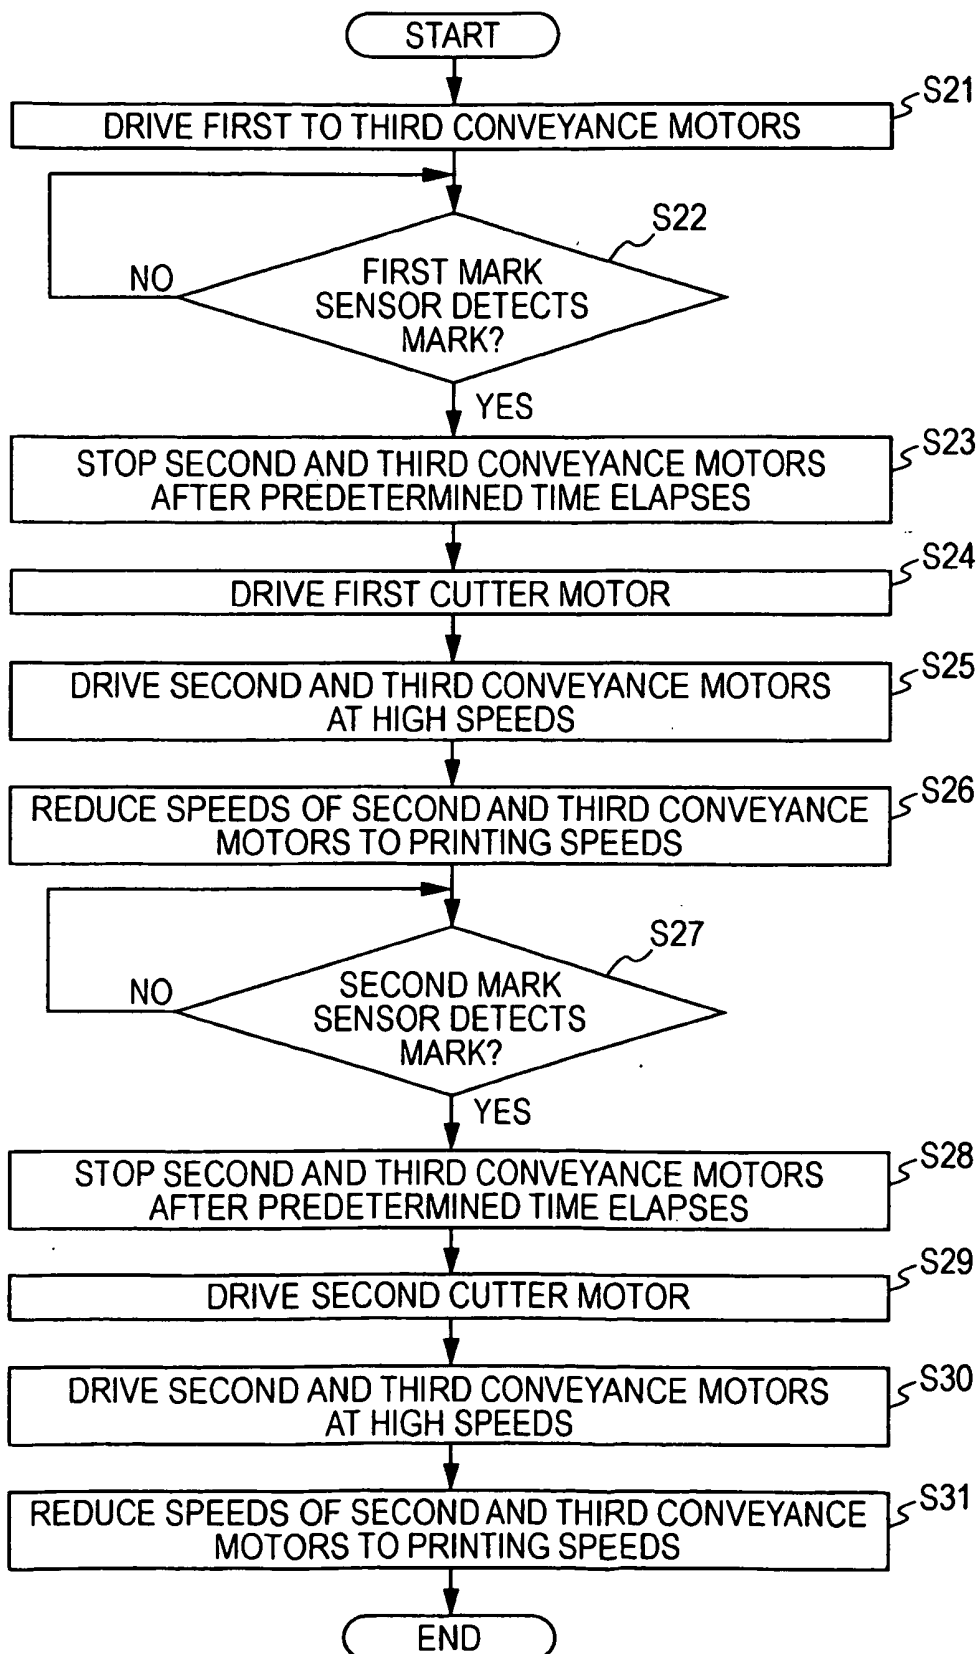 START
S21
DRIVE FIRST TO THIRD CONVEYANCE MOTORS
S22
NO
FIRST MARK
SENSOR DETECTS
MARK?
YES
S23
STOP SECOND AND THIRD CONVEYANCE MOTORS
AFTER PREDETERMINED TIME ELAPSES
S24
DRIVE FIRST CUTTER MOTOR
S25
DRIVE SECOND AND THIRD CONVEYANCE MOTORS
AT HIGH SPEEDS
S26
REDUCE SPEEDS OF SECOND AND THIRD CONVEYANCE
MOTORS TO PRINTING SPEEDS
S27
NO
SECOND MARK
SENSOR DETECTS
MARK?
YES
S28
STOP SECOND AND THIRD CONVEYANCE MOTORS
AFTER PREDETERMINED TIME ELAPSES
S29
DRIVE SECOND CUTTER MOTOR
S30
DRIVE SECOND AND THIRD CONVEYANCE MOTORS
AT HIGH SPEEDS
S31
REDUCE SPEEDS OF SECOND AND THIRD CONVEYANCE
MOTORS TO PRINTING SPEEDS
END